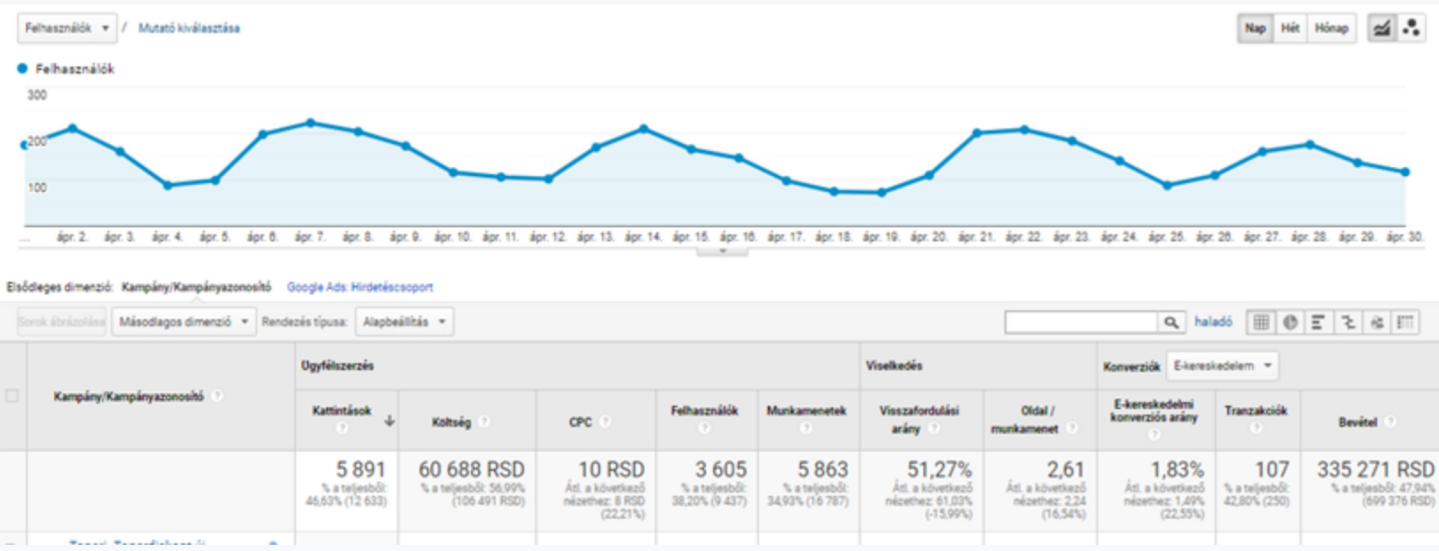 Felhasználók / Mutató kiválasztása Nap Hét Hónap
Felhasználók
300
200
100
... ápr. 2. ápr. 3. ápr. 4. ápr. 5. ápr. 6. ápr. 7. ápr. 8. ápr. 9. ápr. 10. ápr. 11. ápr. 12. ápr. 13. ápr. 14. ápr. 15. ápr. 16. ápr. 17. ápr. 18. ápr. 19. ápr. 20. ápr. 21. ápr. 22. ápr. 23. ápr. 24. ápr. 25. ápr. 26. ápr. 27. ápr. 28. ápr. 29. ápr. 30.
Elsődleges dimenzió: Kampány/Kampányazonosító Google Ads: Hirdetéscsoport
Sorok ábrázolása Másodlagos dimenzió Rendezés típusa: Alapbeállítás haladó
Ügyfélszerzés Viselkedés Konverziók E-kereskedelem
Kampány/Kampányazonosító ?
Kattintások ?
Költség ?
CPC ?
Felhasználók ?
Munkamenetek ?
Visszafordulási
arány ?
Oldal /
munkamenet ?
E-kereskedelmi
konverziós arány
?
Tranzakciók ?
Bevétel ?
5 891
% a teljesből:
46,63% (12 633)
60 688 RSD
% a teljesből: 56,99%
(106 491 RSD)
10 RSD
Átl. a következő
nézethez: 8 RSD
(22,21%)
3 605
% a teljesből:
38,20% (9 437)
5 863
% a teljesből:
34,93% (16 787)
51,27%
Átl. a következő
nézethez: 61,03%
(-15,99%)
2,61
Átl. a következő
nézethez: 2,24
(16,54%)
1,83%
Átl. a következő
nézethez: 1,49%
(22,55%)
107
% a teljesből:
42,80% (250)
335 271 RSD
% a teljesből: 47,94%
(699 376 RSD)